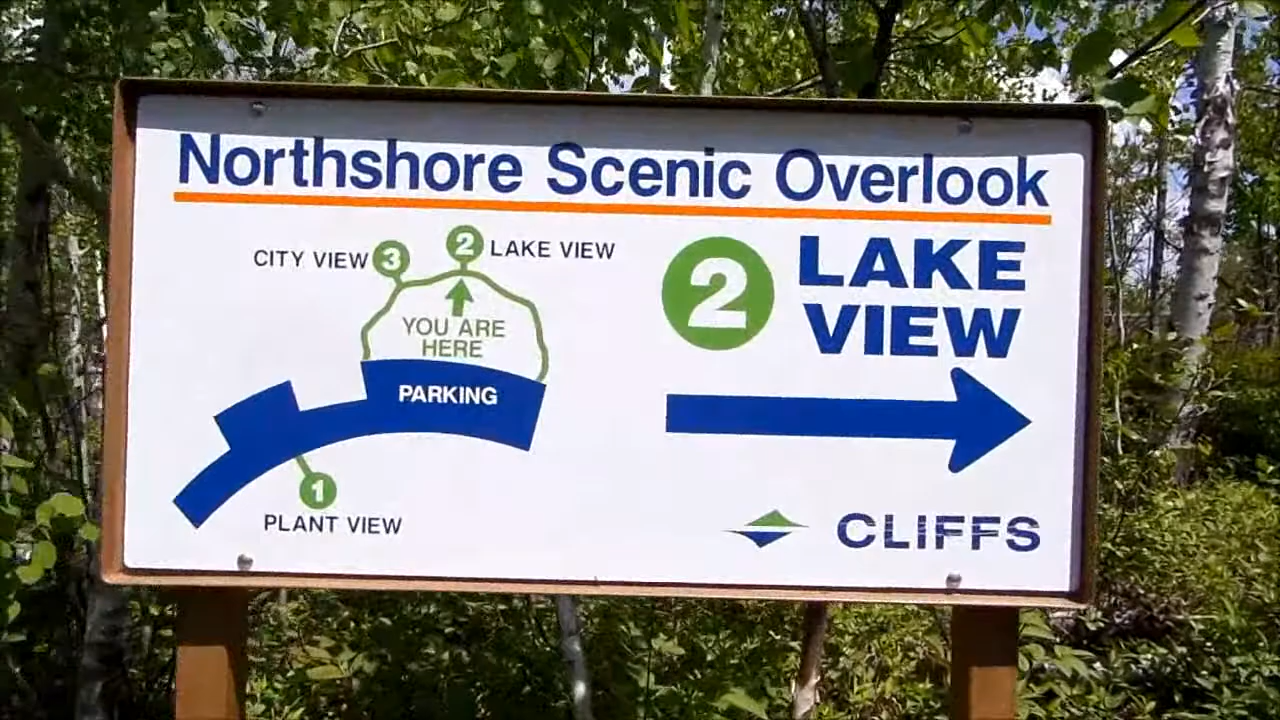 Northshore Scenic Overlook
CITY VIEW 3
2 LAKE VIEW
YOU ARE
HERE
PARKING
1
PLANT VIEW
2 LAKE
VIEW
CLIFFS